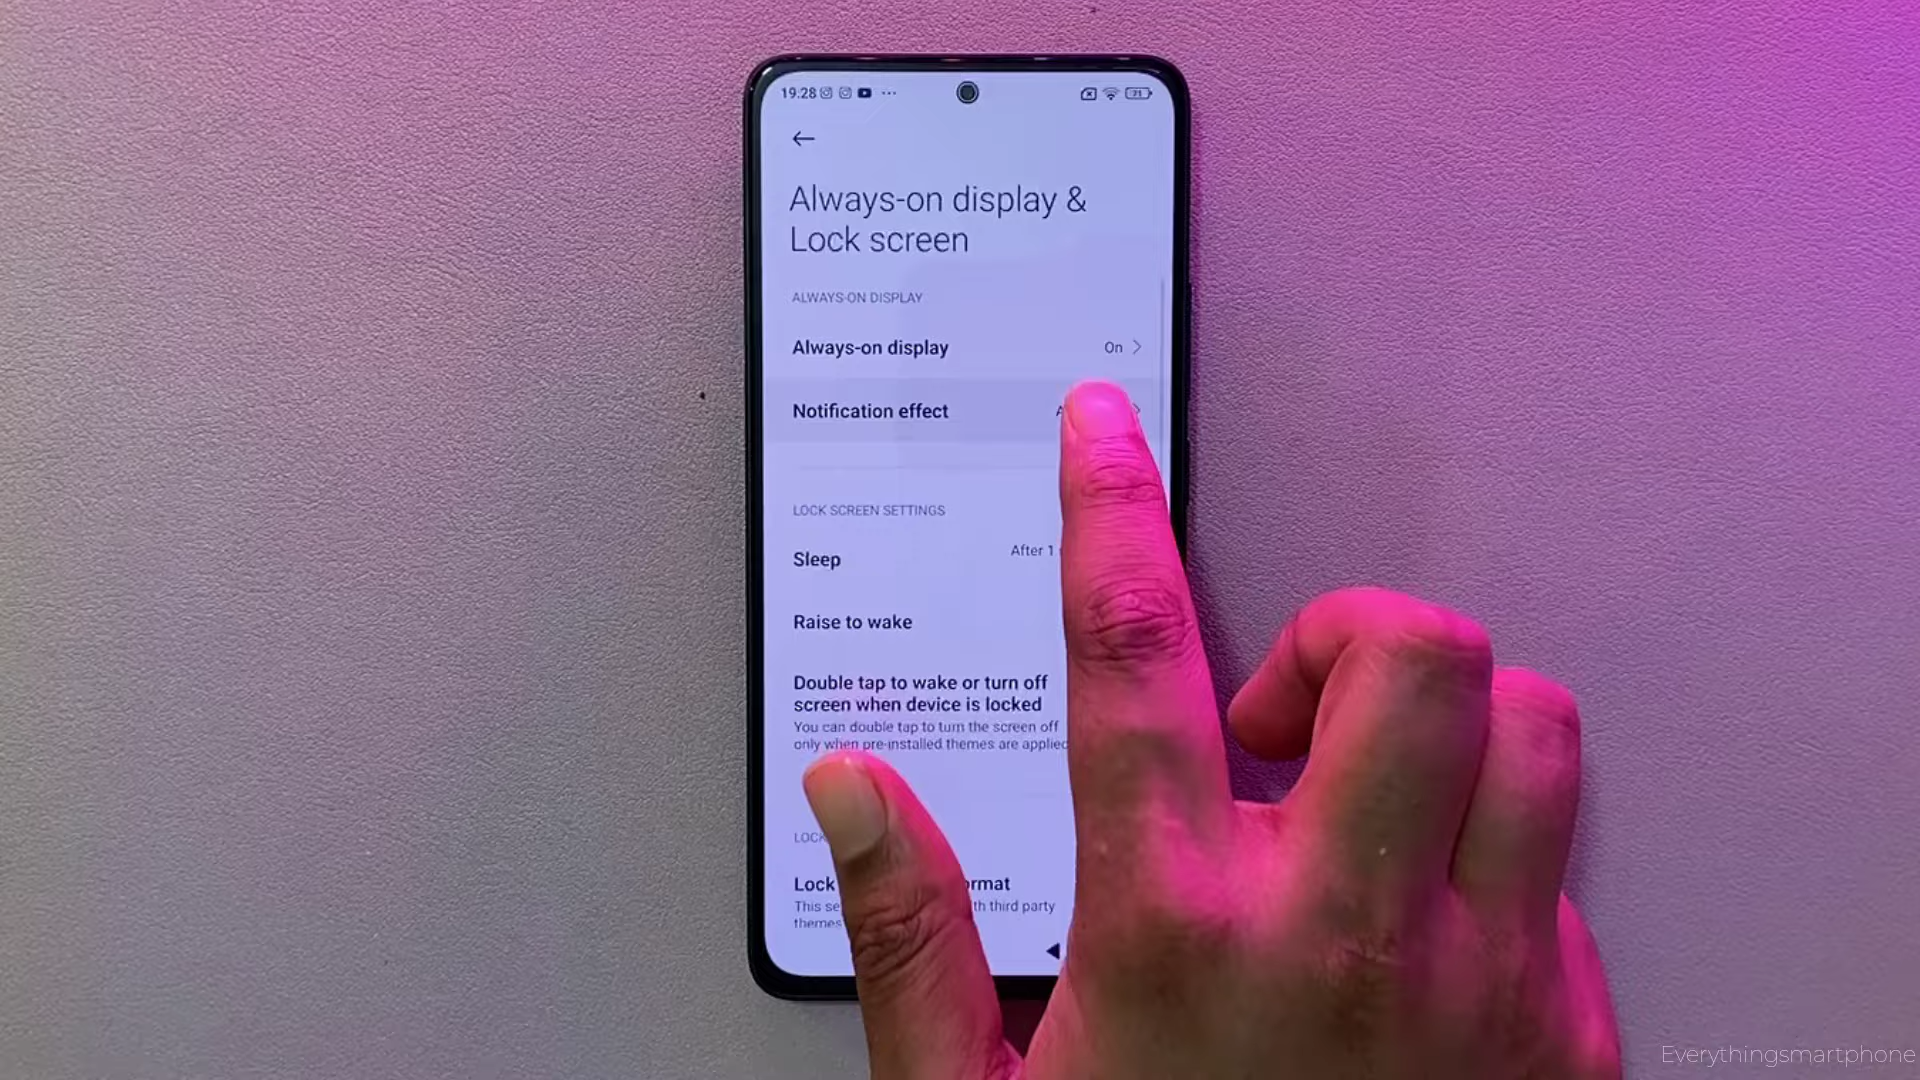 19.28
71
Always-on display &
Lock screen
ALWAYS-ON DISPLAY
Always-on display On
Notification effect
LOCK SCREEN SETTINGS
Sleep After 1
Raise to wake
Double tap to wake or turn off
screen when device is locked
You can double tap to turn the screen off
only when pre-installed themes are applied
LOCK
Lock
This third party
themes
Everythingsmartphone